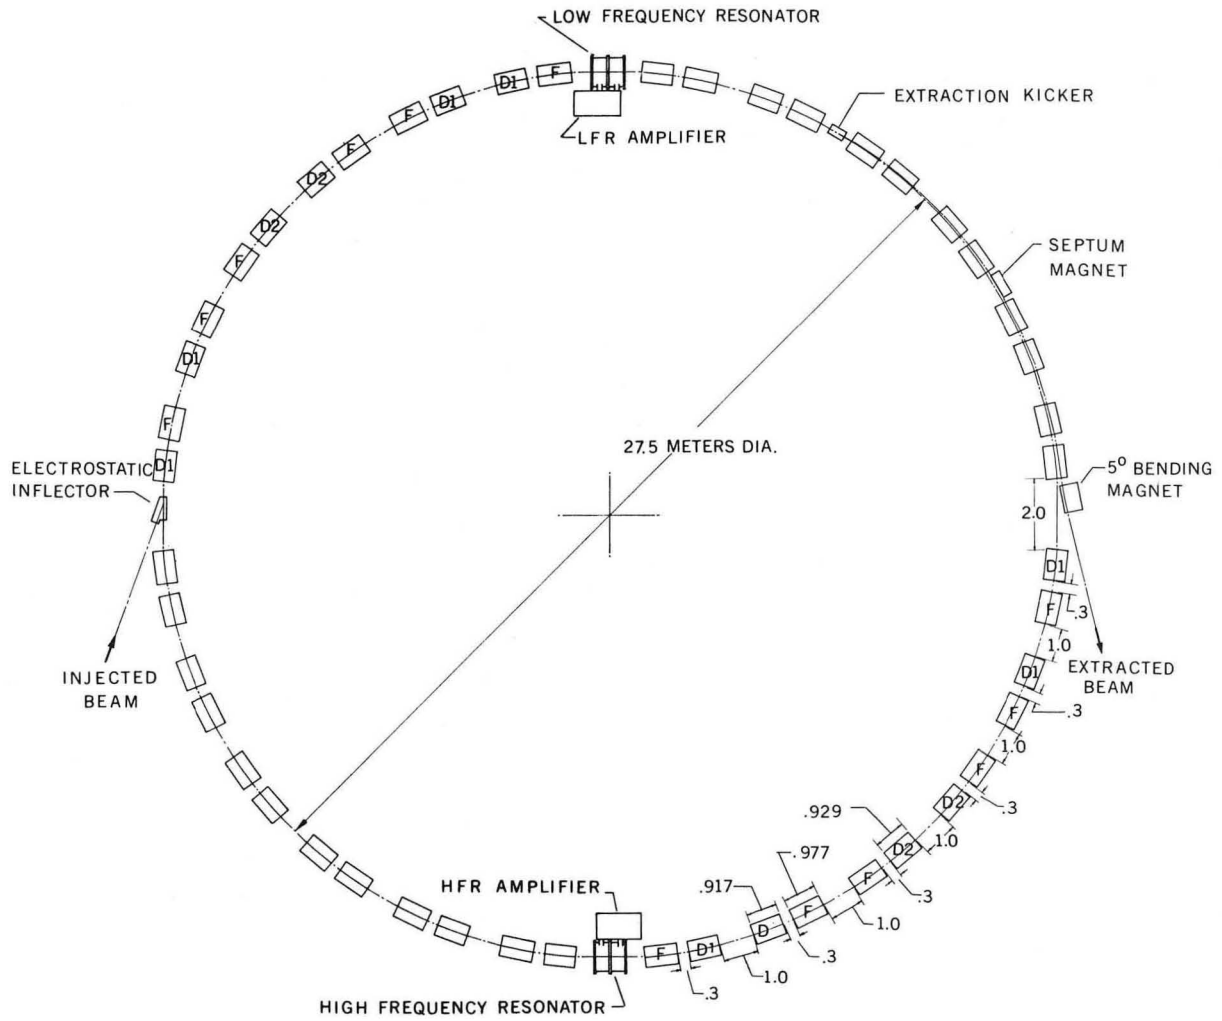 LOW FREQUENCY RESONATOR
D1
F
F
D1
EXTRACTION KICKER
LFR AMPLIFIER
F
D2
D2
F
SEPTUM
MAGNET
F
D1
F
27.5 METERS DIA.
D1
ELECTROSTATIC
INFLECTOR
5º BENDING
MAGNET
2.0
D1
F
.3
1.0
INJECTED
BEAM
EXTRACTED
BEAM
D1
F
.3
1.0
F
D2
.3
.929
1.0
D2
.977
F
.3
HFR AMPLIFIER
.917
F
1.0
D
.3
F
D1
1.0
.3
HIGH FREQUENCY RESONATOR